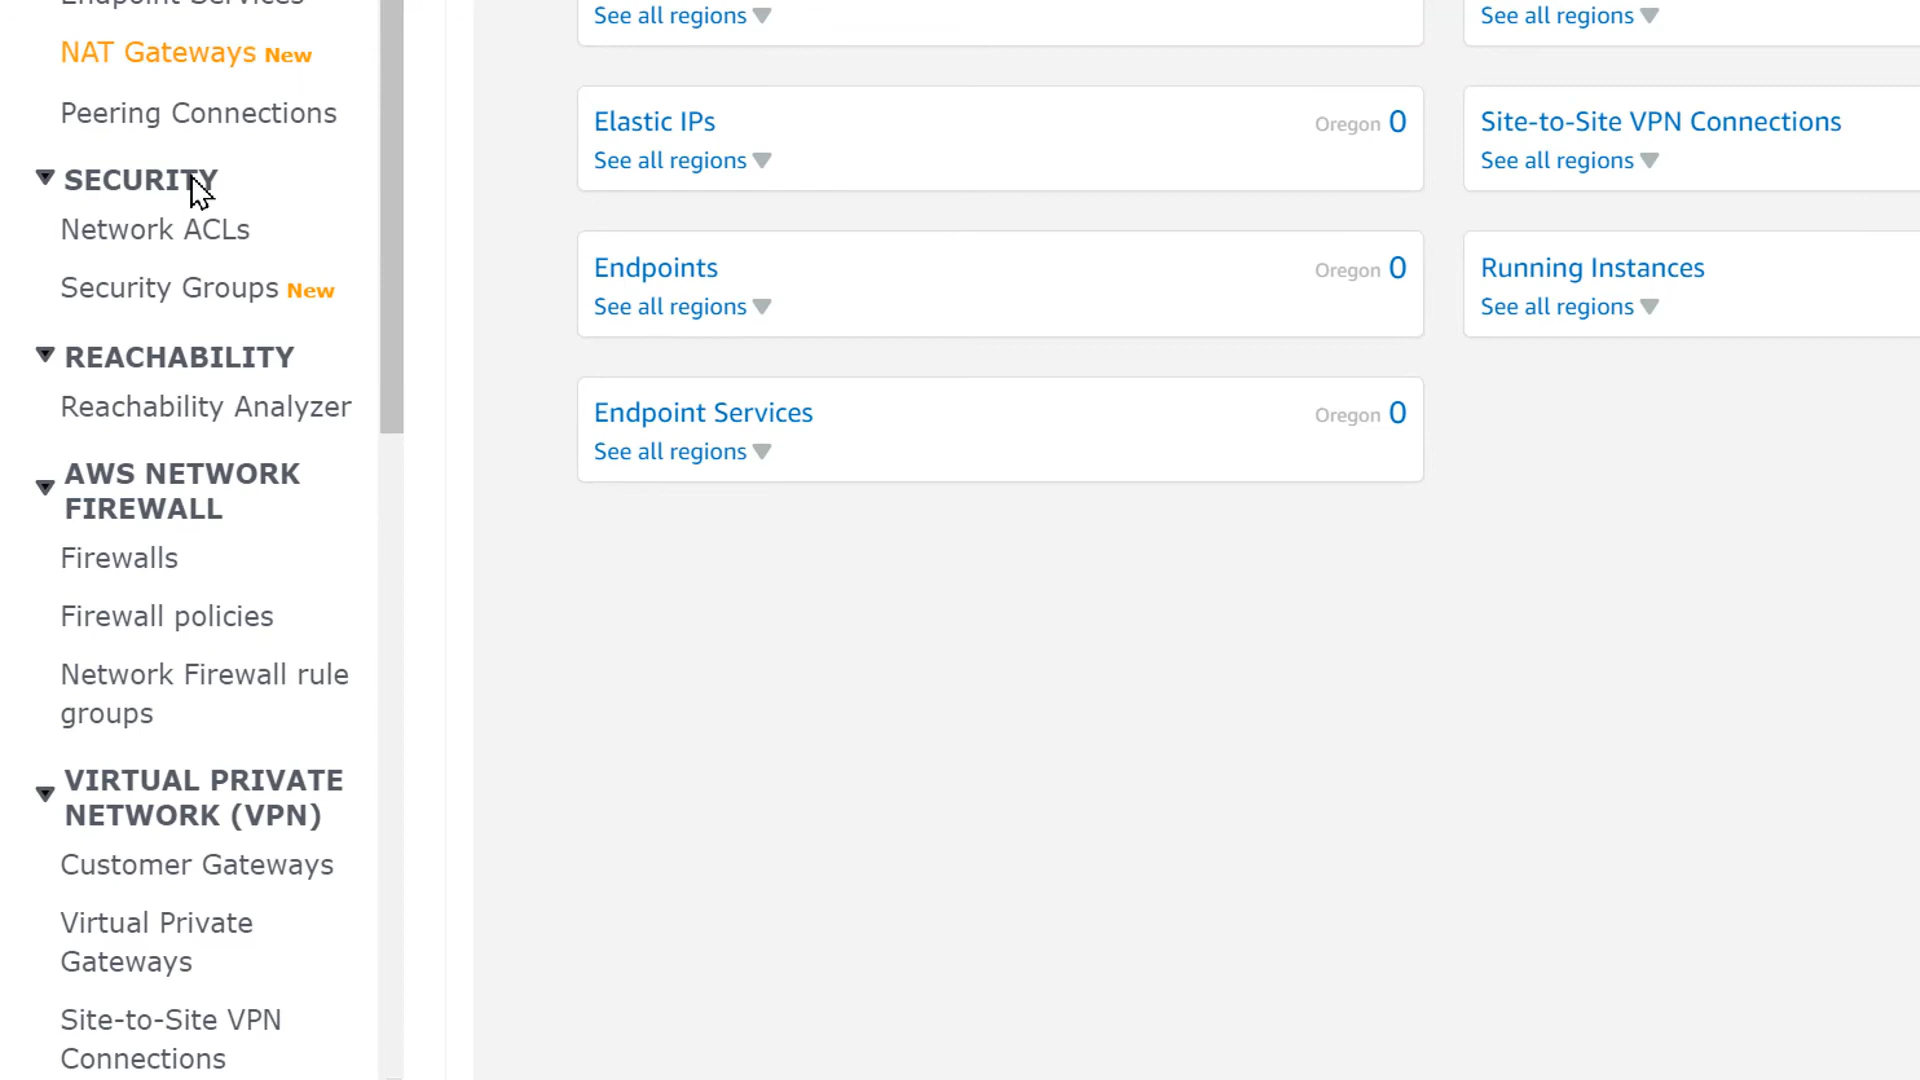 Endpoint Services
NAT Gateways New
Peering Connections
SECURITY
Network ACLs
Security Groups New
REACHABILITY
Reachability Analyzer
AWS NETWORK
FIREWALL
Firewalls
Firewall policies
Network Firewall rule
groups
VIRTUAL PRIVATE
NETWORK (VPN)
Customer Gateways
Virtual Private
Gateways
Site-to-Site VPN
Connections
See all regions
Elastic IPs Oregon 0
See all regions
Endpoints Oregon 0
See all regions
Endpoint Services Oregon 0
See all regions
See all regions
Site-to-Site VPN Connections
See all regions
Running Instances
See all regions